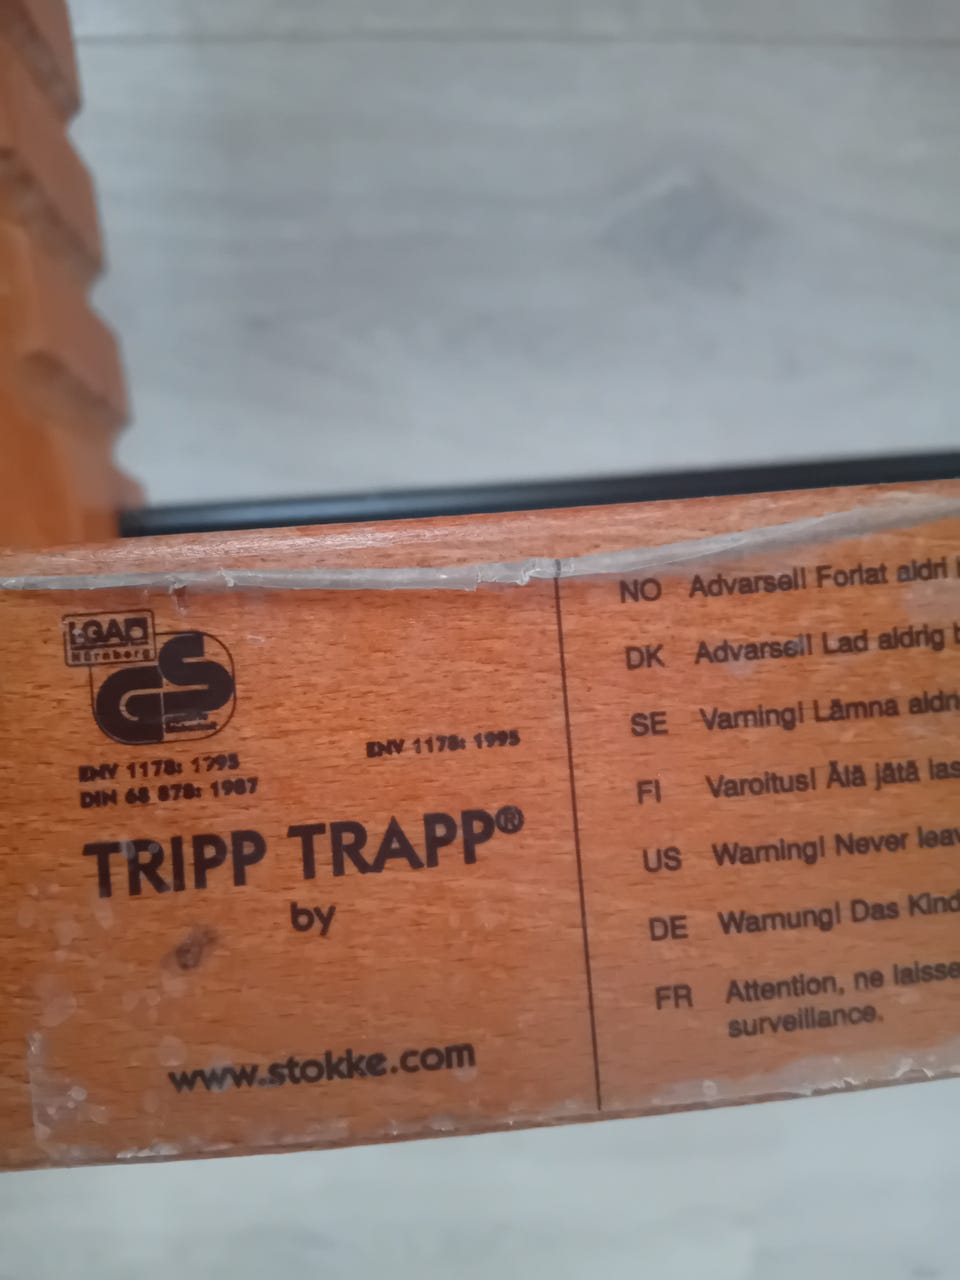 LGA
Nürnberg
GS
ENV 1178: 1995
DIN 68 878: 1987
ENV 1178: 1995
TRIPP TRAPP®
by
www.stokke.com
NO Advarsel! Forlat aldri
DK Advarsel! Lad aldrig
SE Varning! Lämna aldri
FI Varoitus! Älä jätä las
US Warning! Never leav
DE Warnung! Das Kind
FR Attention, ne laisse
surveillance.